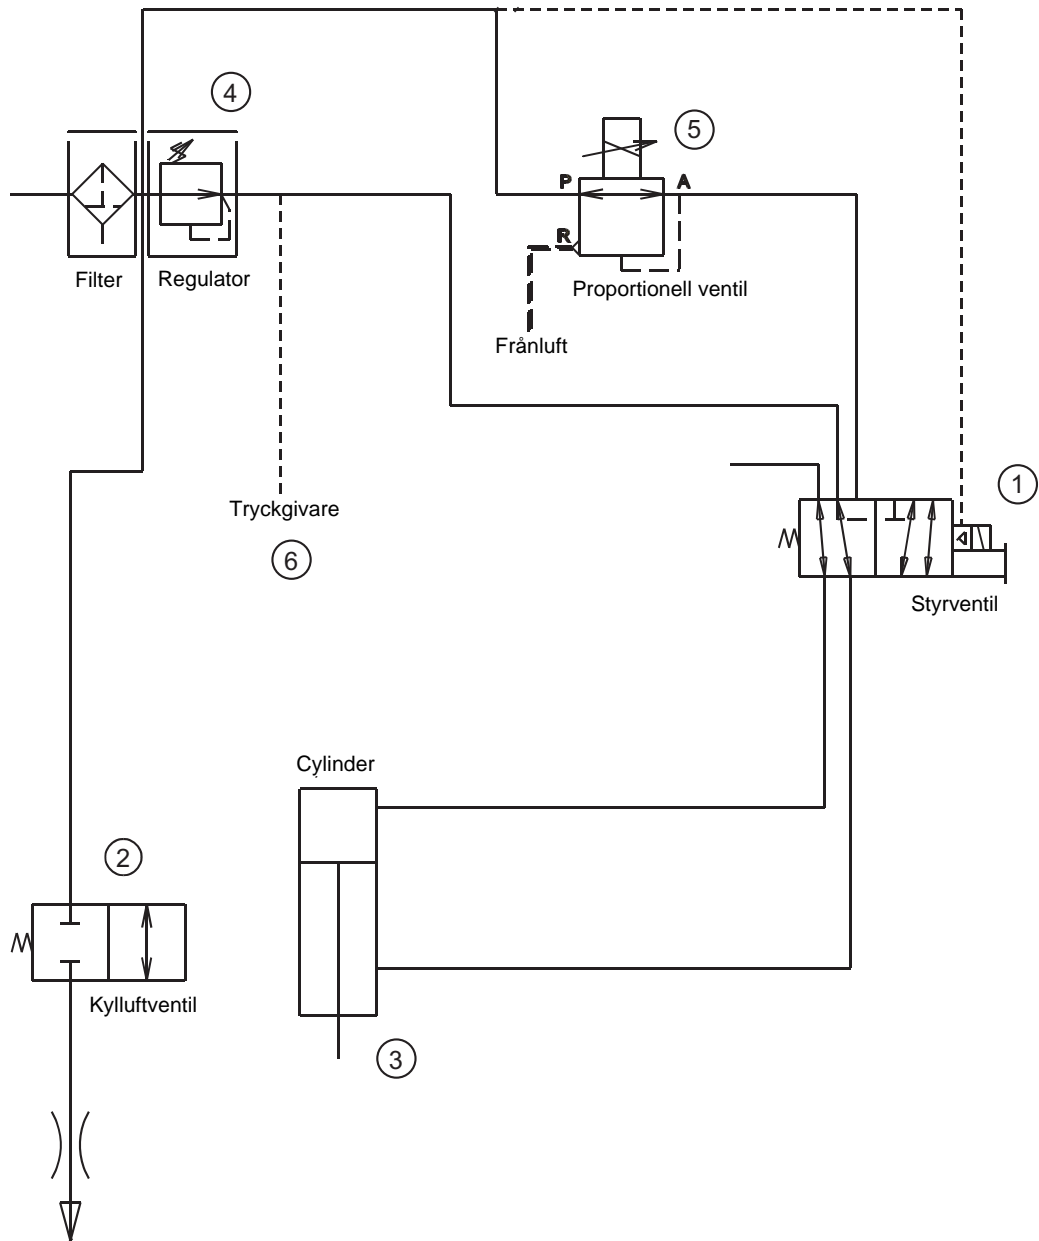 4
5
P
A
R
Filter
Regulator
Proportionell ventil
Frånluft
1
Tryckgivare
6
Styrventil
Cylinder
2
Kylluftventil
3